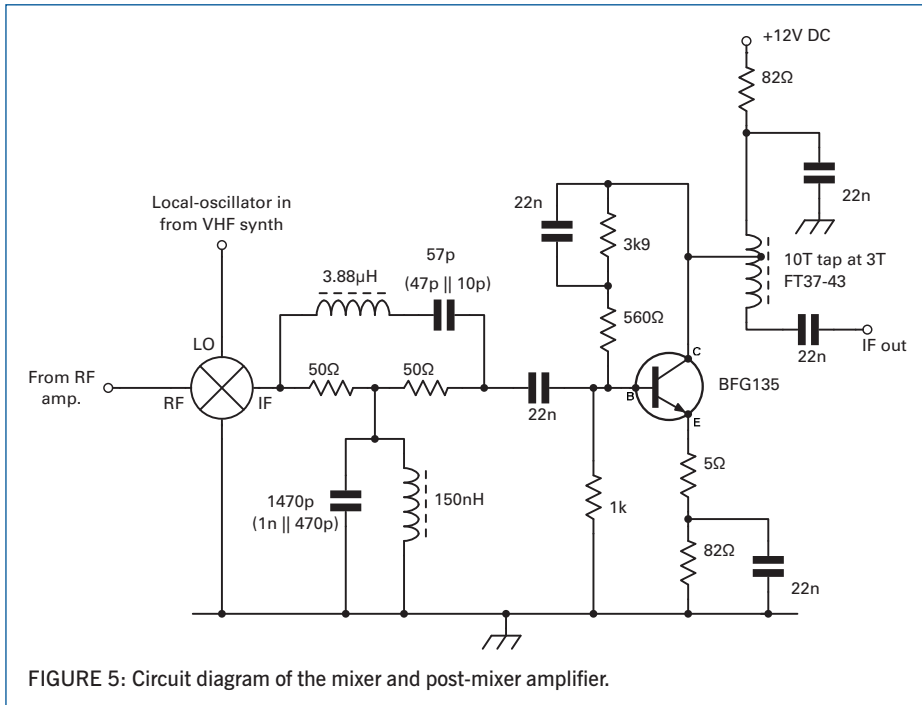 +12V DC
82Ω
22n
Local-oscillator in
from VHF synth
22n
3k9
10T tap at 3T
FT37-43
57p
(47p || 10p)
3.88µH
560Ω
22n
IF out
LO
C
From RF
amp.
RF
IF
50Ω
50Ω
22n
B
BFG135
E
5Ω
1470p
(1n || 470p)
150nH
1k
82Ω
22n
FIGURE 5: Circuit diagram of the mixer and post-mixer amplifier.